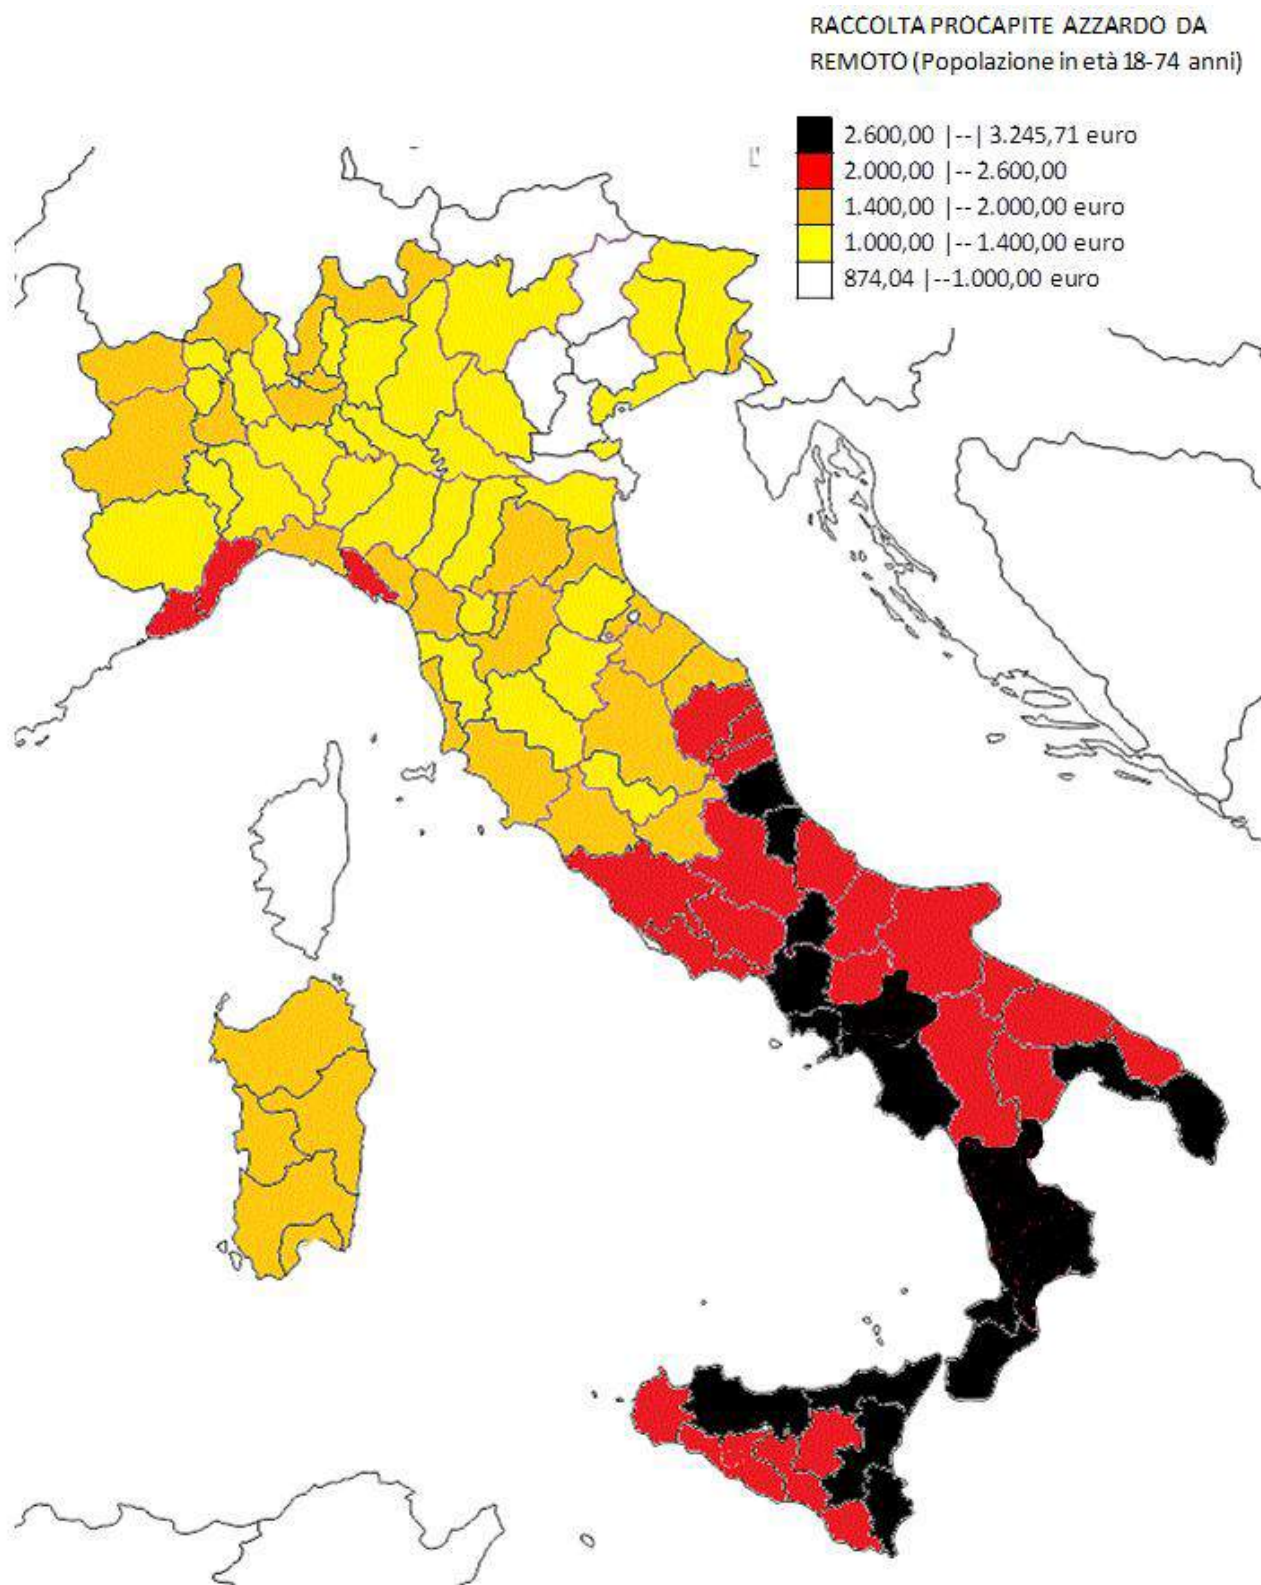 RACCOLTA PROCAPITE AZZARDO DA
REMOTO (Popolazione in età 18-74 anni)
2.600,00 |--| 3.245,71 euro
L'
2.000,00 |-- 2.600,00
1.400,00 |-- 2.000,00 euro
1.000,00 |-- 1.400,00 euro
874,04 |--1.000,00 euro